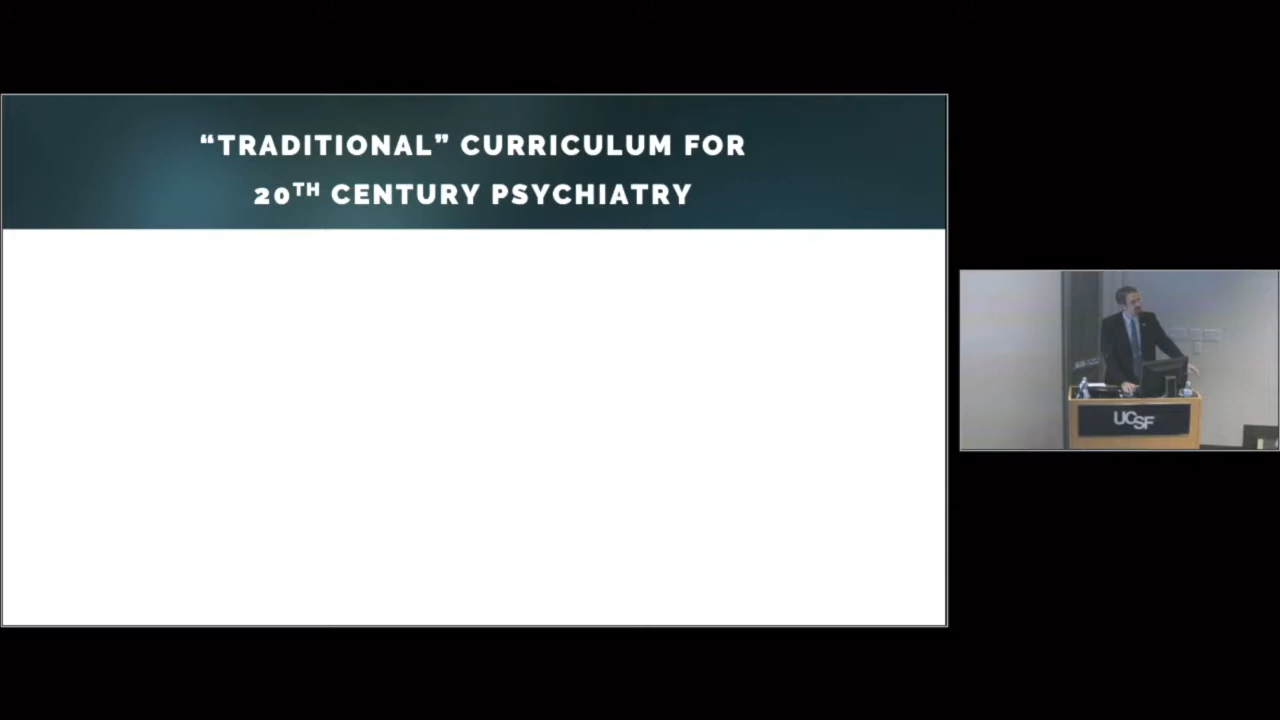 “TRADITIONAL” CURRICULUM FOR
20TH CENTURY PSYCHIATRY
UCSF